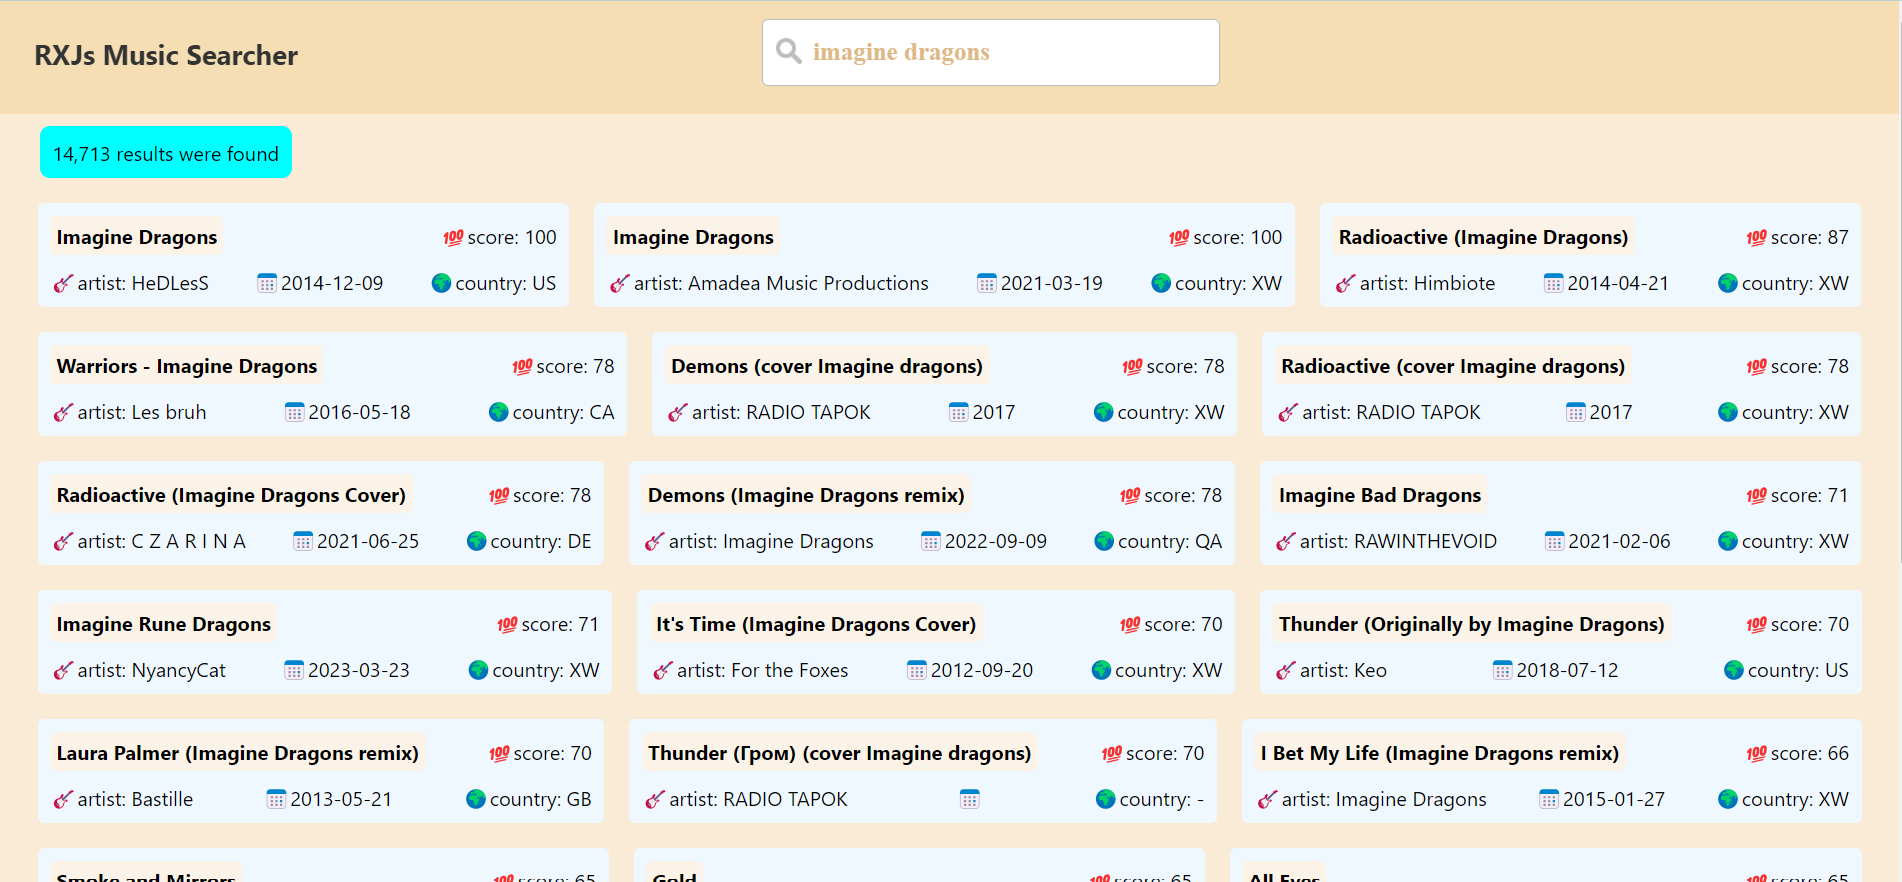 RXJs Music Searcher
imagine dragons
14,713 results were found
Imagine Dragons 💯 score: 100
🎸 artist: HeDLesS 2014-12-09 country: US
Imagine Dragons 💯 score: 100
🎸 artist: Amadea Music Productions 2021-03-19 country: XW
Radioactive (Imagine Dragons) 💯 score: 87
🎸 artist: Himbiote 2014-04-21 country: XW
Warriors - Imagine Dragons 💯 score: 78
🎸 artist: Les bruh 2016-05-18 country: CA
Demons (cover Imagine dragons) 💯 score: 78
🎸 artist: RADIO TAPOK 2017 country: XW
Radioactive (cover Imagine dragons) 💯 score: 78
🎸 artist: RADIO TAPOK 2017 country: XW
Radioactive (Imagine Dragons Cover) 💯 score: 78
🎸 artist: C Z A R I N A 2021-06-25 country: DE
Demons (Imagine Dragons remix) 💯 score: 78
🎸 artist: Imagine Dragons 2022-09-09 country: QA
Imagine Bad Dragons 💯 score: 71
🎸 artist: RAWINTHEVOID 2021-02-06 country: XW
Imagine Rune Dragons 💯 score: 71
🎸 artist: NyancyCat 2023-03-23 country: XW
It's Time (Imagine Dragons Cover) 💯 score: 70
🎸 artist: For the Foxes 2012-09-20 country: XW
Thunder (Originally by Imagine Dragons) 💯 score: 70
🎸 artist: Keo 2018-07-12 country: US
Laura Palmer (Imagine Dragons remix) 💯 score: 70
🎸 artist: Bastille 2013-05-21 country: GB
Thunder (Гром) (cover Imagine dragons) 💯 score: 70
🎸 artist: RADIO TAPOK country: -
I Bet My Life (Imagine Dragons remix) 💯 score: 66
🎸 artist: Imagine Dragons 2015-01-27 country: XW
Smoke and Mirrors 💯 score: 65
Gold 💯 score: 65
All Eyes 💯 score: 65